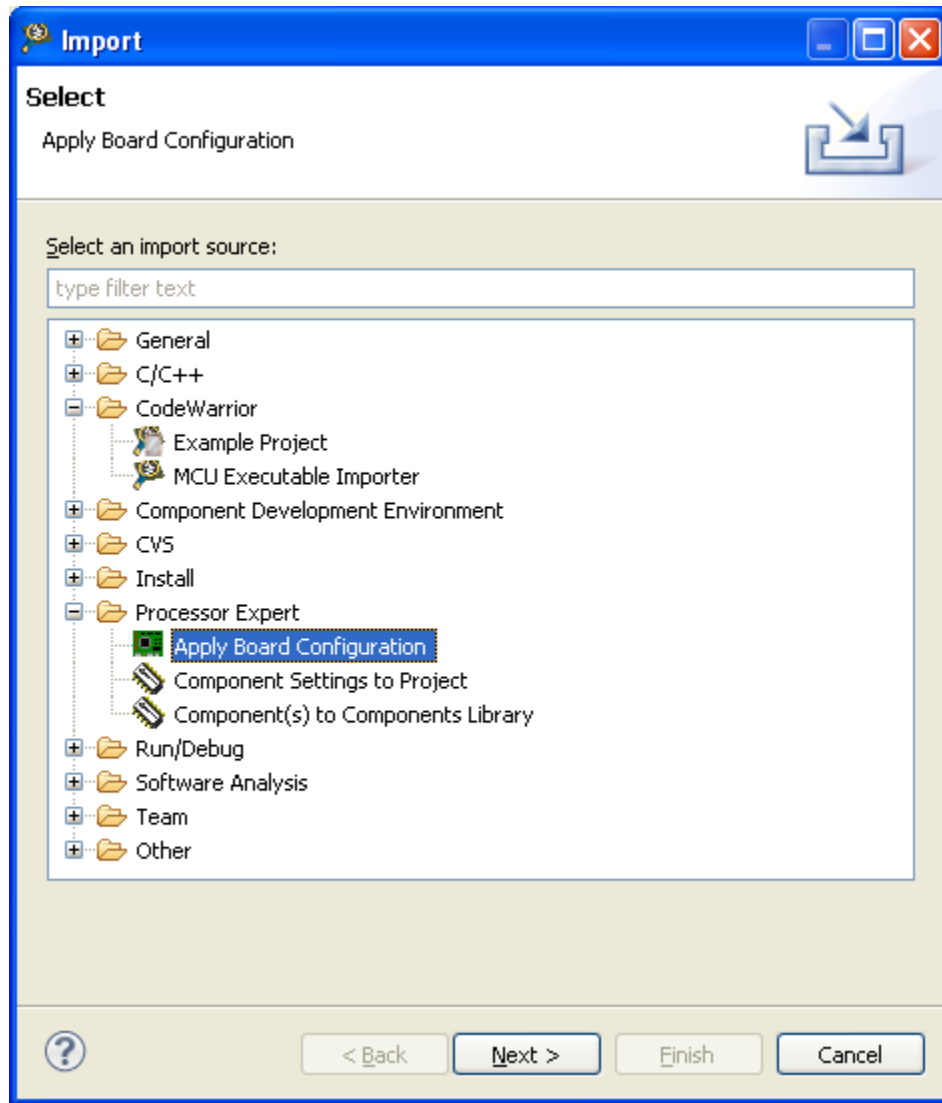 Import
Select
Apply Board Configuration
Select an import source:
type filter text
General
C/C++
CodeWarrior
Example Project
MCU Executable Importer
Component Development Environment
CVS
Install
Processor Expert
Apply Board Configuration
Component Settings to Project
Component(s) to Components Library
Run/Debug
Software Analysis
Team
Other
? < Back Next > Finish Cancel